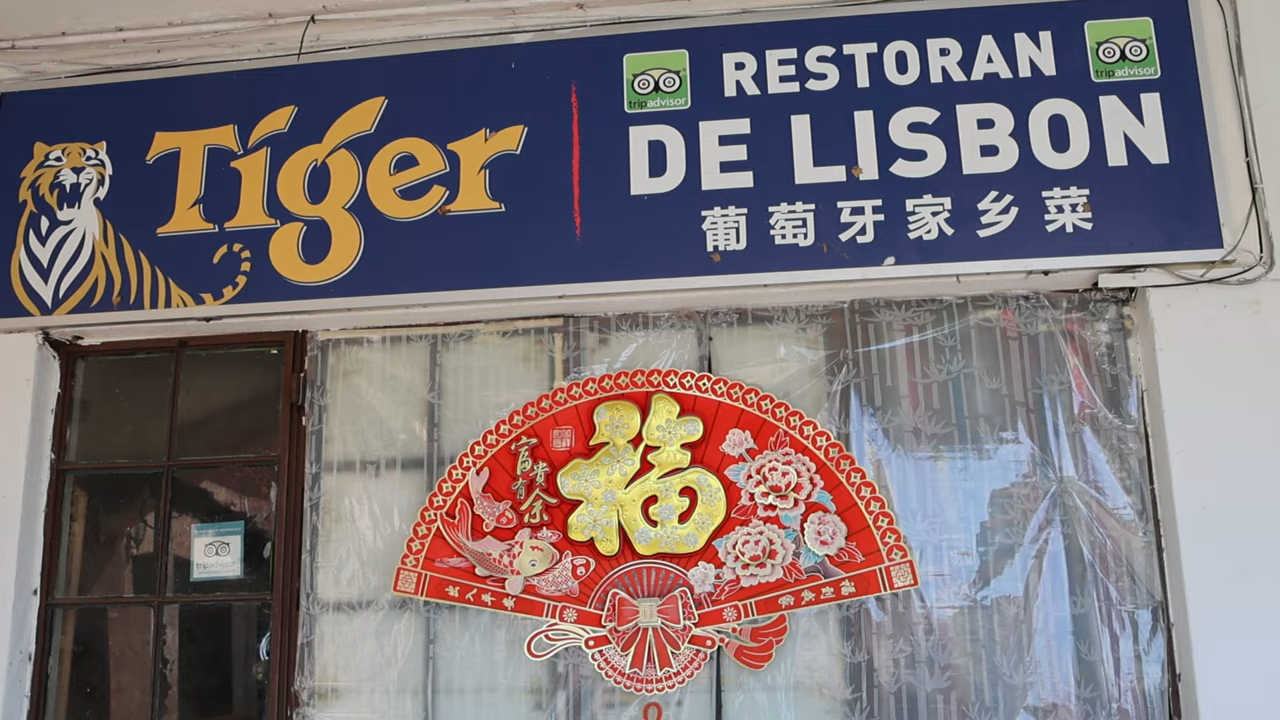 Tiger
tripadvisor
RESTORAN
tripadvisor
DE LISBON
葡萄牙家乡菜
福
富贵
有余
tripadvisor